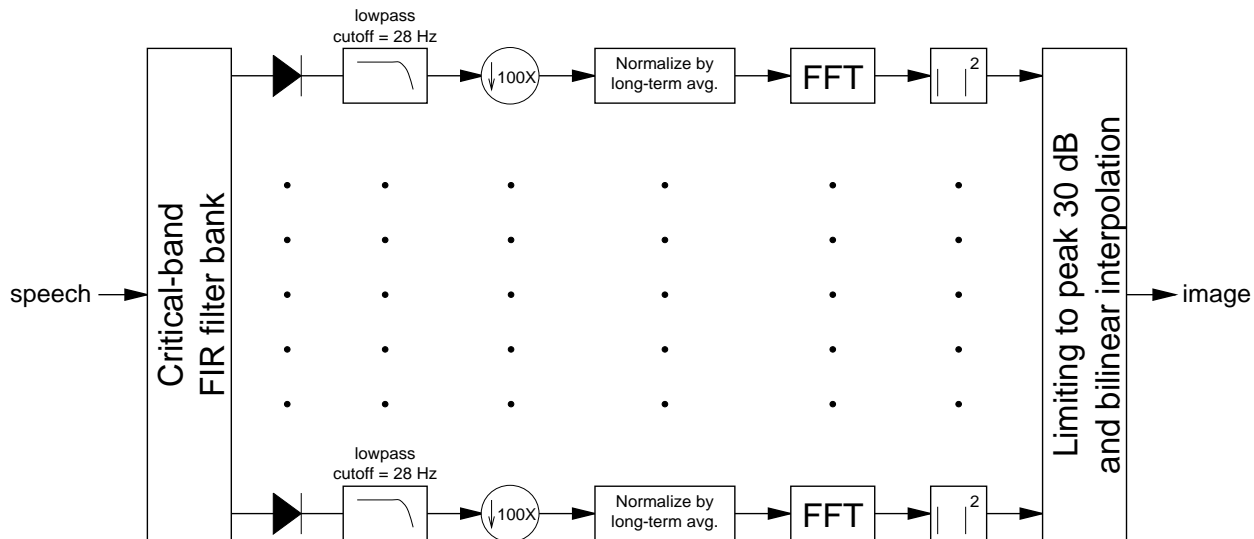 lowpass
cutoff = 28 Hz
100X
Normalize by
long-term avg.
FFT
| |²
speech
Critical-band
FIR filter bank
Limiting to peak 30 dB
and bilinear interpolation
image
lowpass
cutoff = 28 Hz
100X
Normalize by
long-term avg.
FFT
| |²